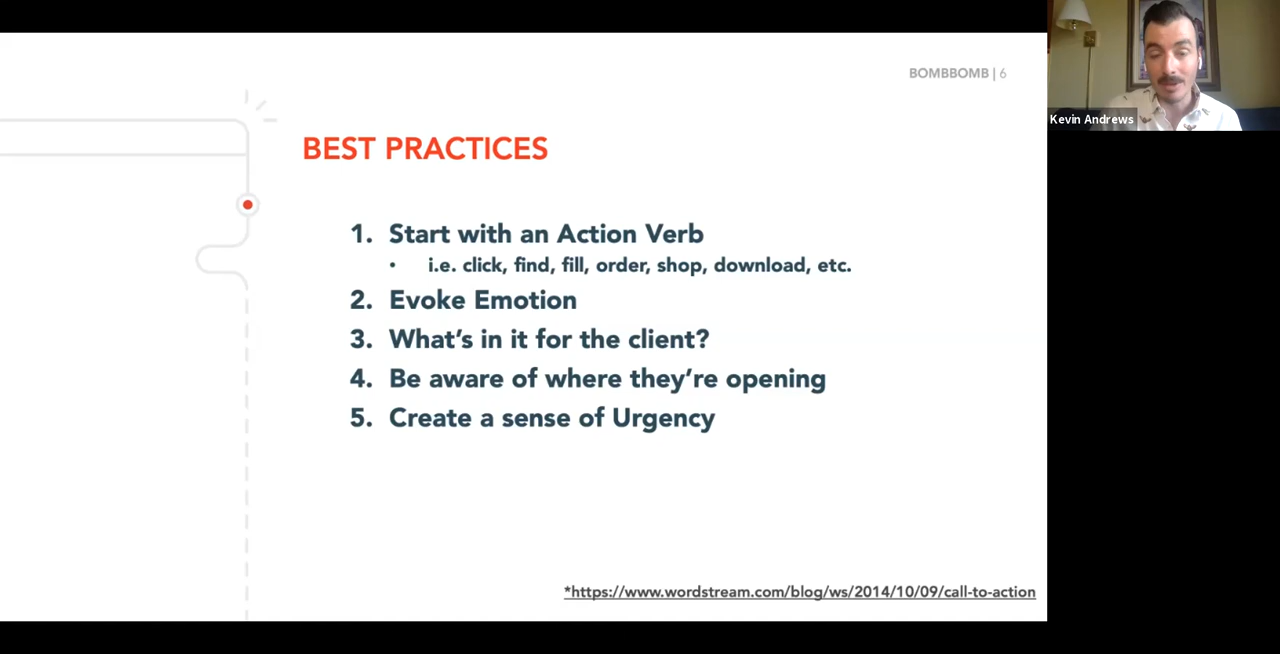 BOMBBOMB | 6
Kevin Andrews
BEST PRACTICES
1. Start with an Action Verb
• i.e. click, find, fill, order, shop, download, etc.
2. Evoke Emotion
3. What's in it for the client?
4. Be aware of where they're opening
5. Create a sense of Urgency
*https://www.wordstream.com/blog/ws/2014/10/09/call-to-action